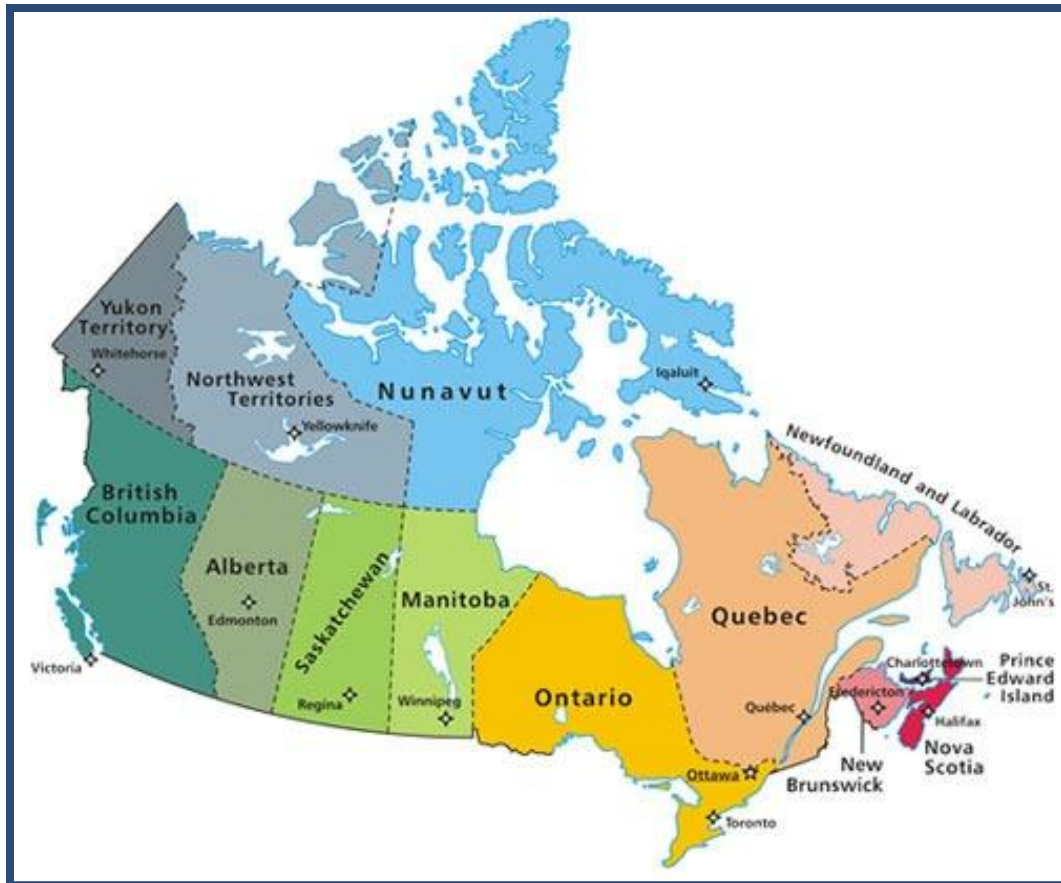 Yukon
Territory
Whitehorse
Northwest
Territories
Yellowknife
Nunavut
Iqaluit
British
Columbia
Victoria
Alberta
Edmonton
Saskatchewan
Regina
Manitoba
Winnipeg
Ontario
Ottawa
Toronto
Quebec
Québec
Newfoundland and Labrador
St.
John's
Charlottetown
Prince
Edward
Island
Fredericton
Halifax
Nova
Scotia
New
Brunswick